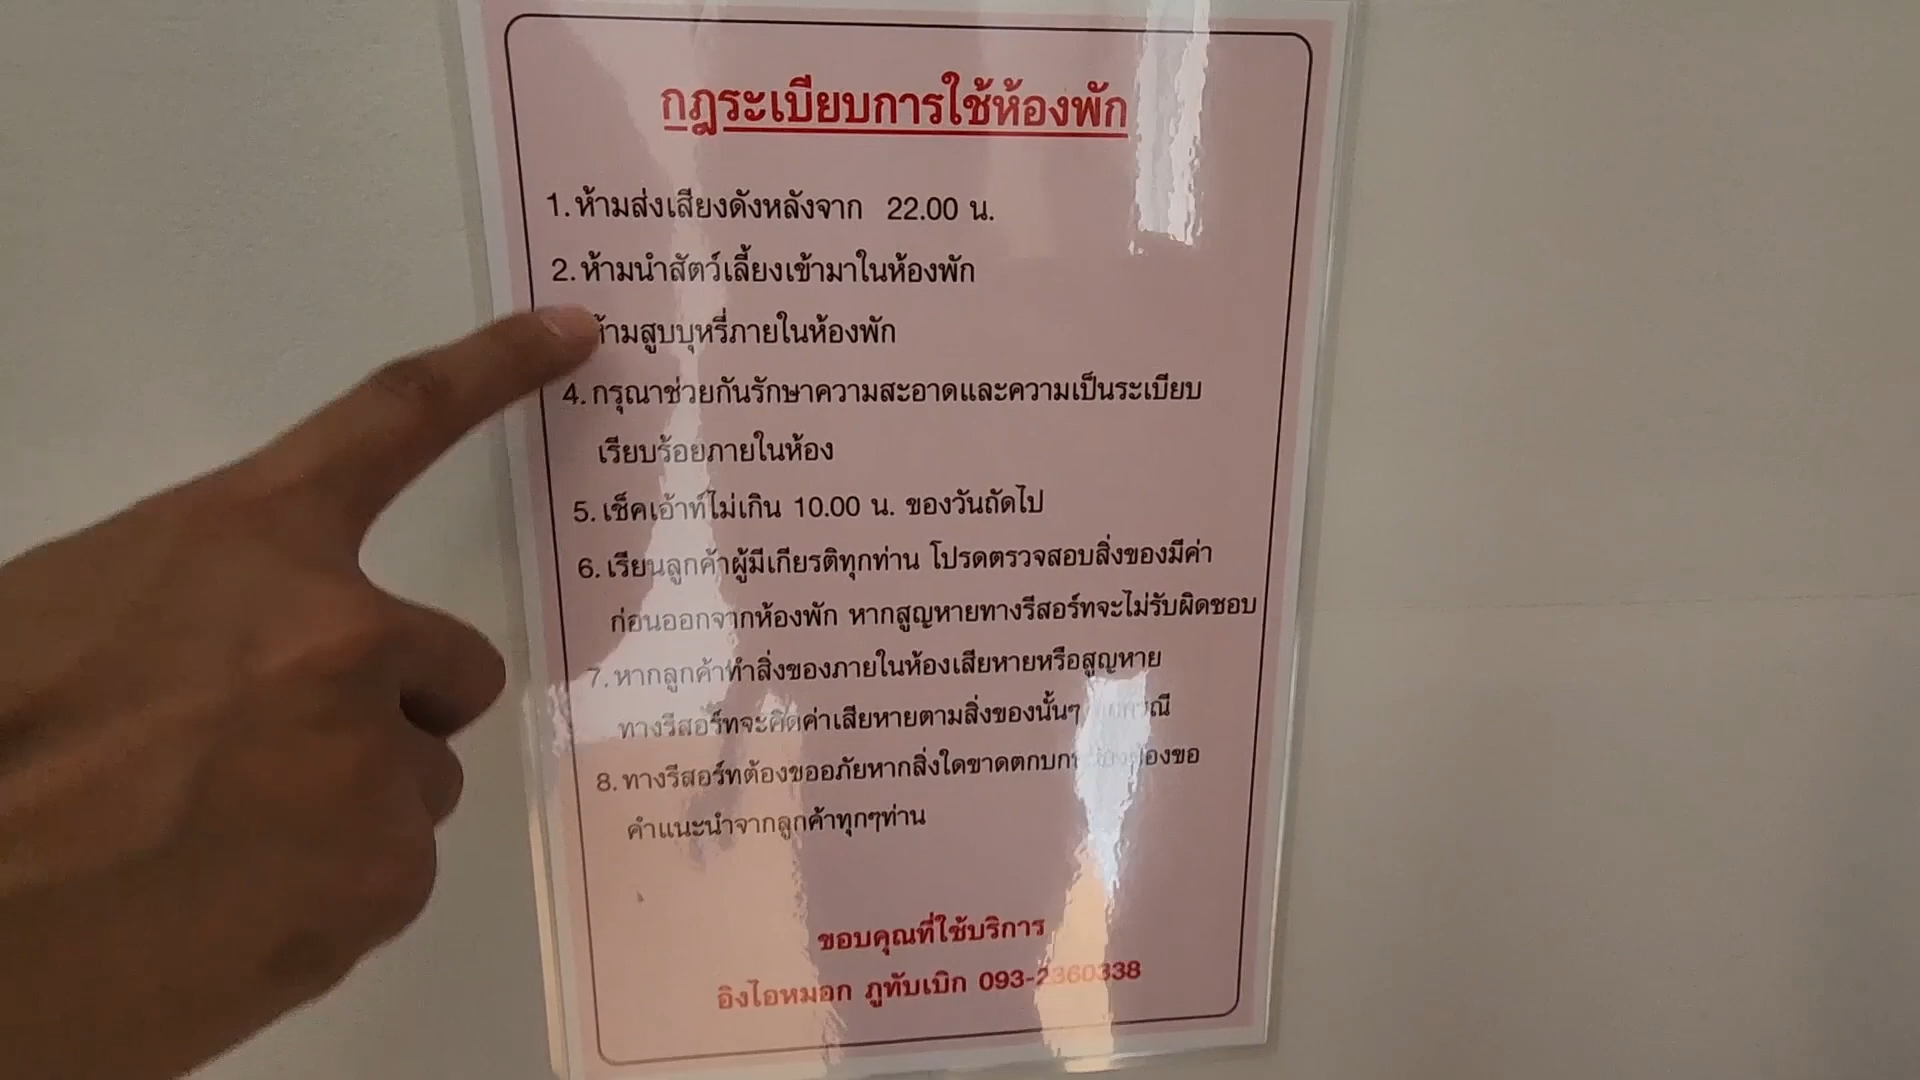 กฎระเบียบการใช้ห้องพัก
1. ห้ามส่งเสียงดังหลังจาก 22.00 น.
2. ห้ามนำสัตว์เลี้ยงเข้ามาในห้องพัก
ห้ามสูบบุหรี่ภายในห้องพัก
4. กรุณาช่วยกันรักษาความสะอาดและความเป็นระเบียบ
เรียบร้อยภายในห้อง
5. เช็คเอ้าท์ไม่เกิน 10.00 น. ของวันถัดไป
6. เรียนลูกค้าผู้มีเกียรติทุกท่าน โปรดตรวจสอบสิ่งของมีค่า
ก่อนออกจากห้องพัก หากสูญหายทางรีสอร์ทจะไม่รับผิดชอบ
7. หากลูกค้าทำสิ่งของภายในห้องเสียหายหรือสูญหาย
ทางรีสอร์ทจะคิดค่าเสียหายตามสิ่งของนั้นๆ
8. ทางรีสอร์ทต้องขออภัยหากสิ่งใดขาดตกบก
คำแนะนำจากลูกค้าทุกๆท่าน
ขอบคุณที่ใช้บริการ
อิงไอหมอก ภูทับเบิก 093-2360338